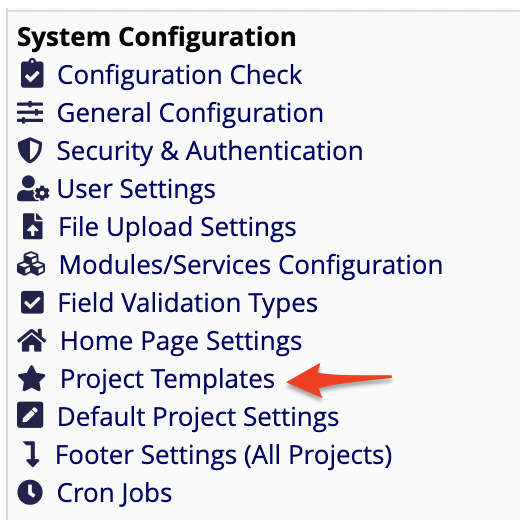 System Configuration
Configuration Check
General Configuration
Security & Authentication
User Settings
File Upload Settings
Modules/Services Configuration
Field Validation Types
Home Page Settings
Project Templates
Default Project Settings
Footer Settings (All Projects)
Cron Jobs